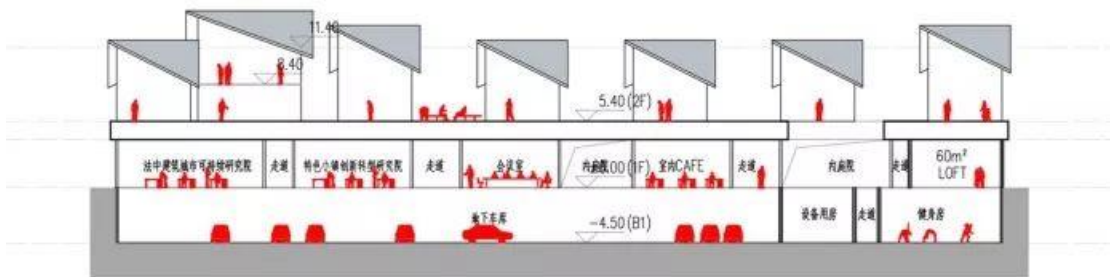 11.40
8.40
5.40 (2F)
法中建筑城市可持续研究院
走道
特色小镇创新转型研究院
走道
会议室
内庭院
±0.00 (1F)
室内CAFE
走道
内庭院
走道
60m²
LOFT
地下车库
-4.50 (B1)
设备用房
走道
健身房